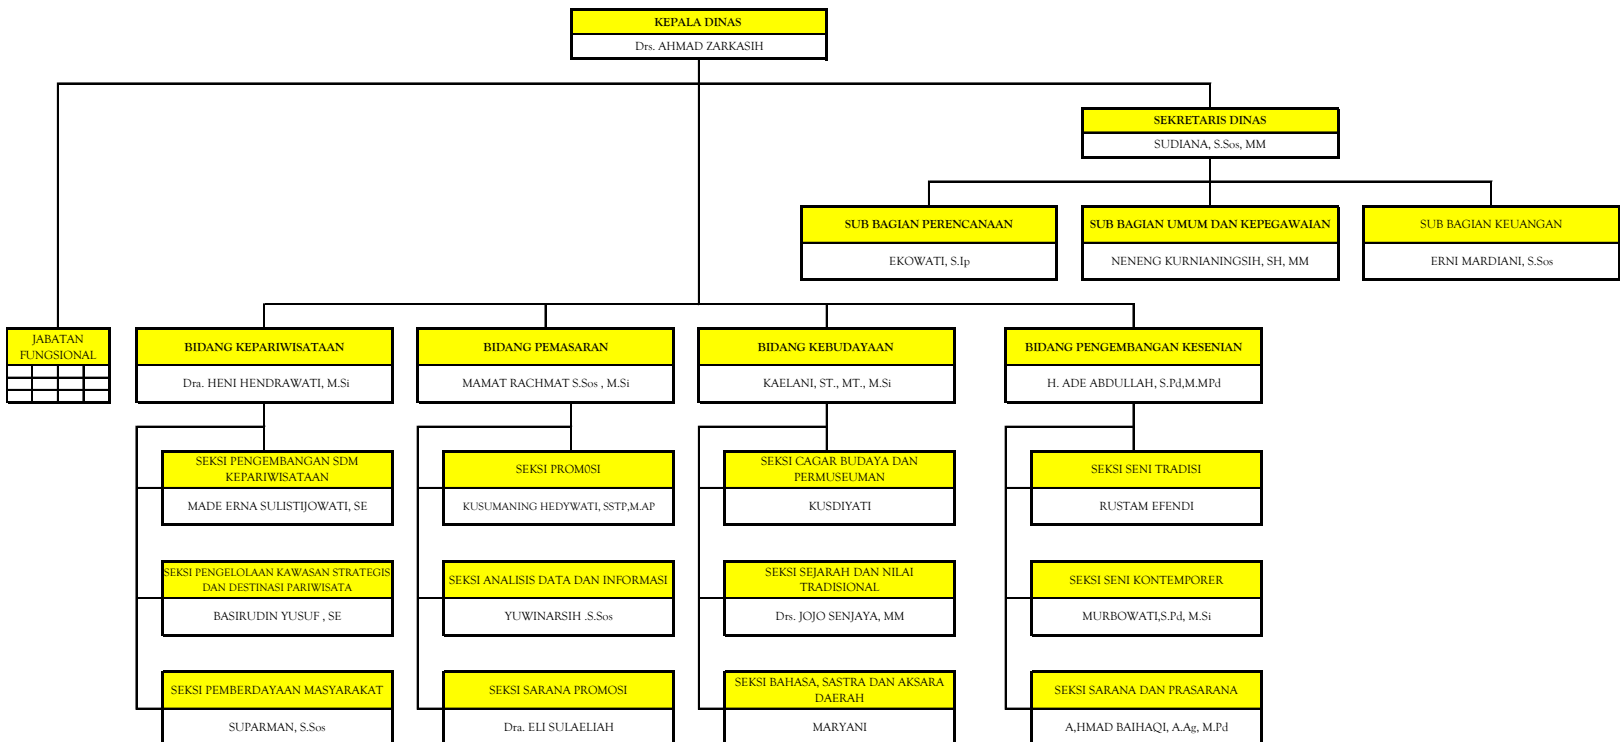 KEPALA DINAS
Drs. AHMAD ZARKASIH
SEKRETARIS DINAS
SUDIANA, S.Sos, MM
SUB BAGIAN PERENCANAAN
EKOWATI, S.Ip
SUB BAGIAN UMUM DAN KEPEGAWAIAN
NENENG KURNIANINGSIH, SH, MM
SUB BAGIAN KEUANGAN
ERNI MARDIANI, S.Sos
JABATAN
FUNGSIONAL
BIDANG KEPARIWISATAAN
Dra. HENI HENDRAWATI, M.Si
BIDANG PEMASARAN
MAMAT RACHMAT S.Sos , M.Si
BIDANG KEBUDAYAAN
KAELANI, ST., MT., M.Si
BIDANG PENGEMBANGAN KESENIAN
H. ADE ABDULLAH, S.Pd,M.MPd
SEKSI PENGEMBANGAN SDM
KEPARIWISATAAN
MADE ERNA SULISTIJOWATI, SE
SEKSI PROM0SI
KUSUMANING HEDYWATI, SSTP,M.AP
SEKSI CAGAR BUDAYA DAN
PERMUSEUMAN
KUSDIYATI
SEKSI SENI TRADISI
RUSTAM EFENDI
SEKSI PENGELOLAAN KAWASAN STRATEGIS
DAN DESTINASI PARIWISATA
BASIRUDIN YUSUF , SE
SEKSI ANALISIS DATA DAN INFORMASI
YUWINARSIH .S.Sos
SEKSI SEJARAH DAN NILAI
TRADISIONAL
Drs. JOJO SENJAYA, MM
SEKSI SENI KONTEMPORER
MURBOWATI,S.Pd, M.Si
SEKSI PEMBERDAYAAN MASYARAKAT
SUPARMAN, S.Sos
SEKSI SARANA PROMOSI
Dra. ELI SULAELIAH
SEKSI BAHASA, SASTRA DAN AKSARA
DAERAH
MARYANI
SEKSI SARANA DAN PRASARANA
A,HMAD BAIHAQI, A.Ag, M.Pd